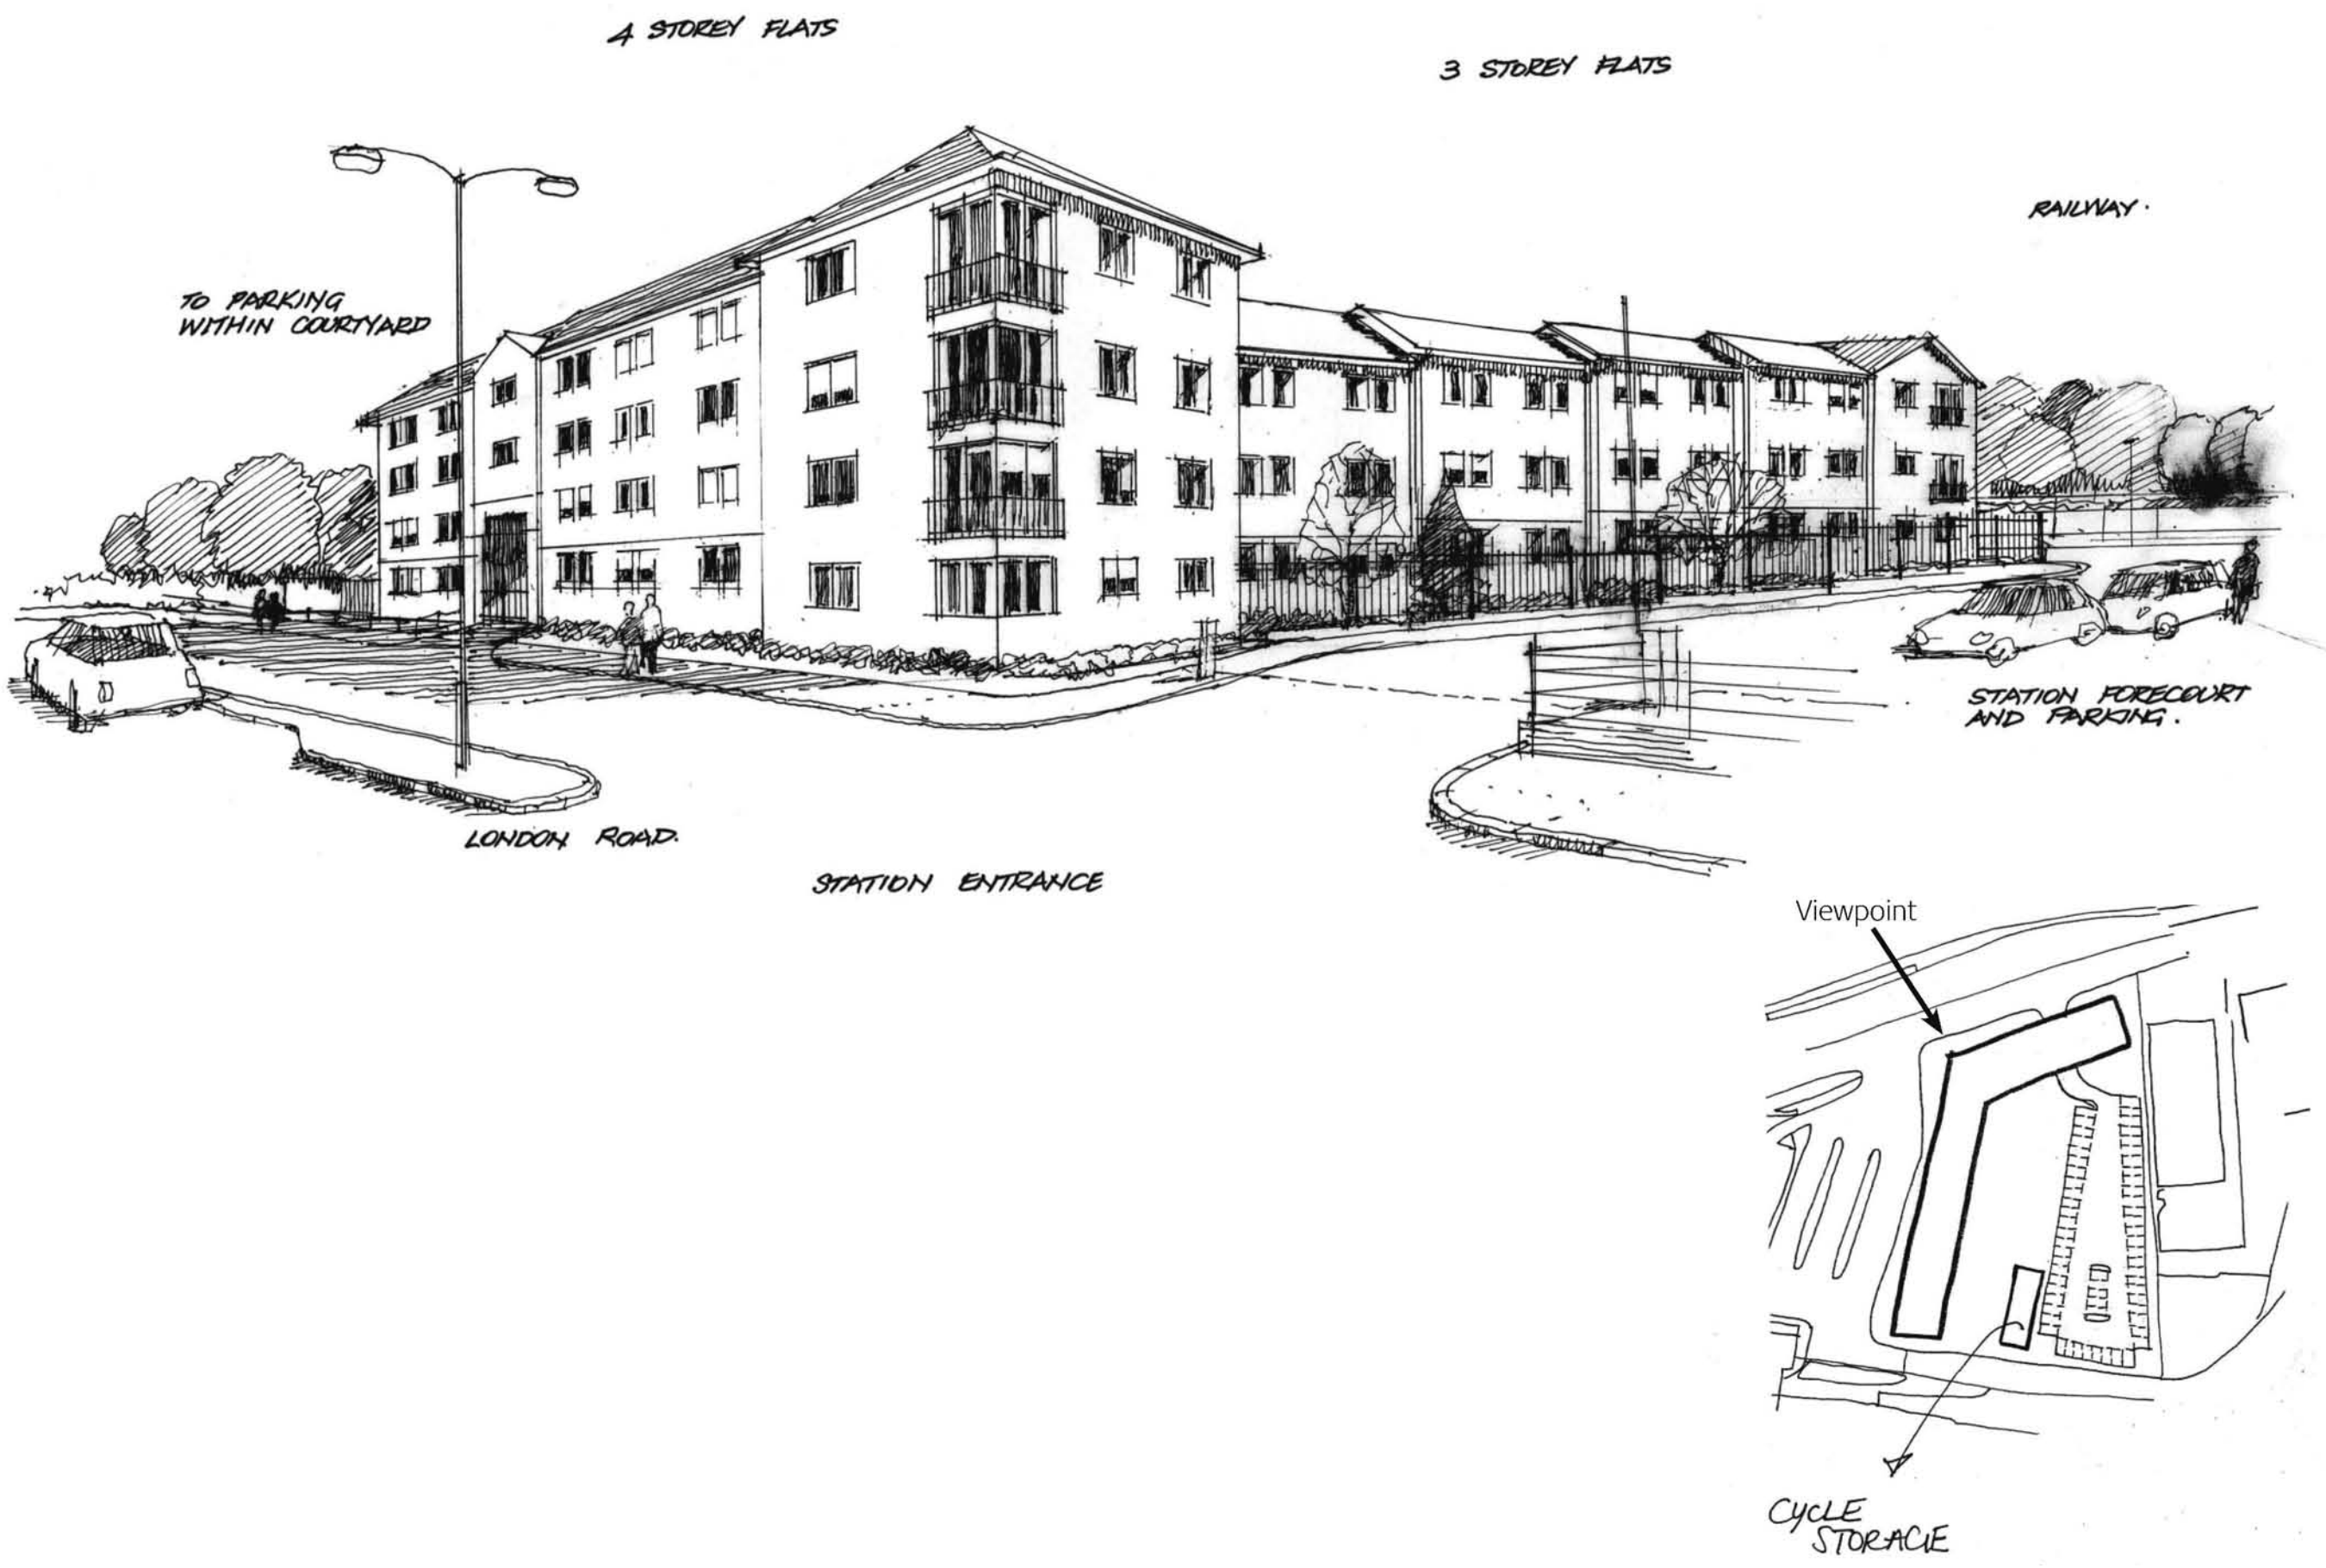 4 STOREY FLATS
3 STOREY FLATS
RAILWAY.
TO PARKING
WITHIN COURTYARD
STATION FORECOURT
AND PARKING.
LONDON ROAD.
STATION ENTRANCE
Viewpoint
CYCLE
STORAGE